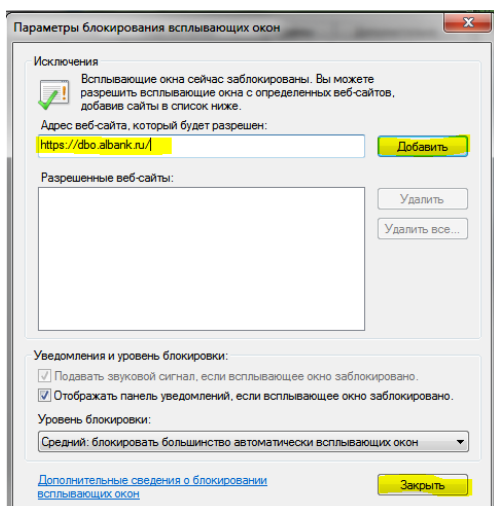 Параметры блокирования всплывающих окон
Исключения
Всплывающие окна сейчас заблокированы. Вы можете
разрешить всплывающие окна с определенных веб-сайтов,
добавив сайты в список ниже.
Адрес веб-сайта, который будет разрешен:
https://dbo.albank.ru/
Добавить
Разрешенные веб-сайты:
Удалить
Удалить все...
Уведомления и уровень блокировки:
Подавать звуковой сигнал, если всплывающее окно заблокировано.
Отображать панель уведомлений, если всплывающее окно заблокировано.
Уровень блокировки:
Средний: блокировать большинство автоматически всплывающих окон
Дополнительные сведения о блокировании
всплывающих окон
Закрыть